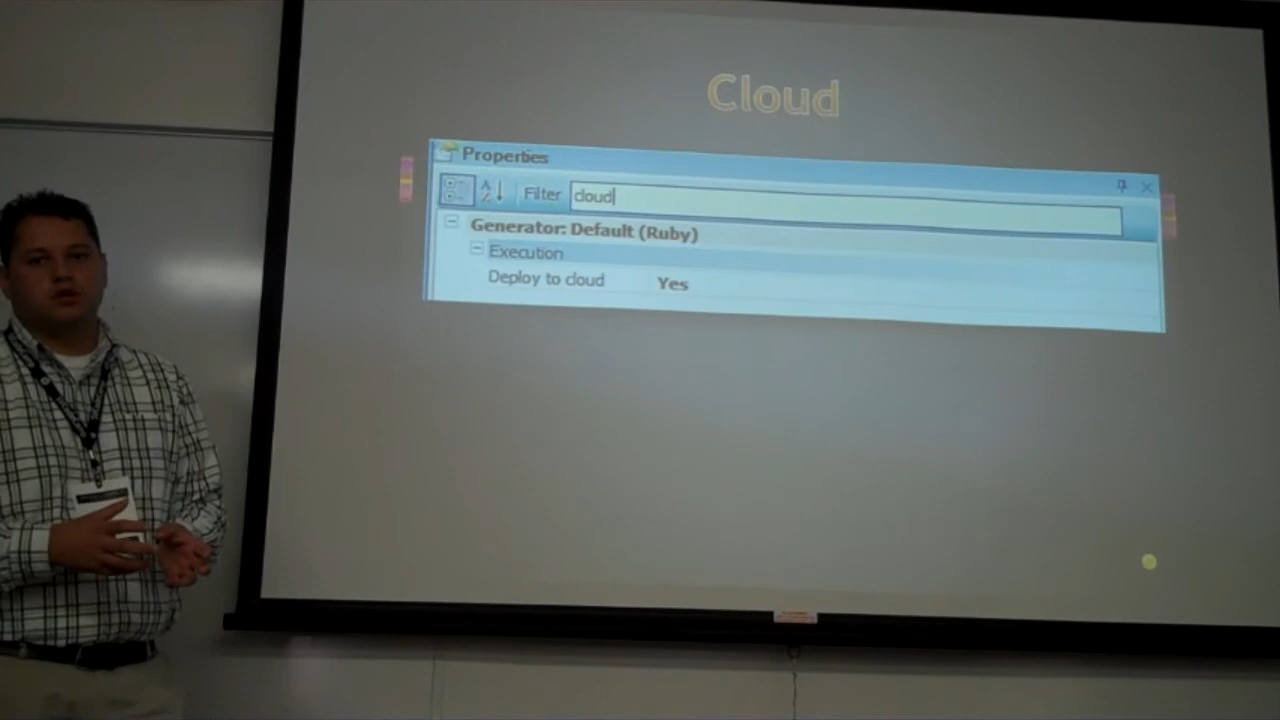 Cloud
Properties
A Z Filter cloud
Generator: Default (Ruby)
Execution
Deploy to cloud Yes